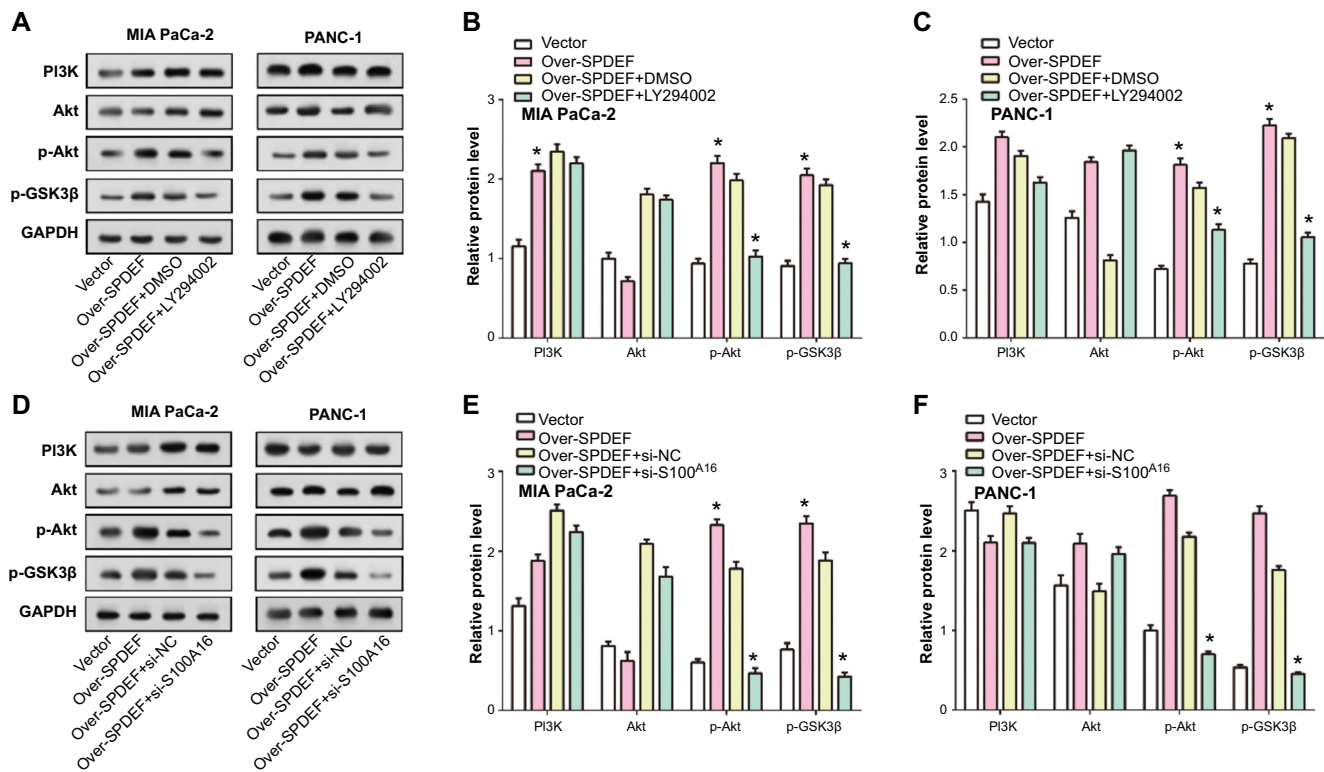 A
MIA PaCa-2
PANC-1
PI3K
Akt
p-Akt
p-GSK3β
GAPDH
Vector
Over-SPDEF
Over-SPDEF+DMSO
Over-SPDEF+LY294002
Vector
Over-SPDEF
Over-SPDEF+DMSO
Over-SPDEF+LY294002
B
Vector
Over-SPDEF
Over-SPDEF+DMSO
Over-SPDEF+LY294002
MIA PaCa-2
Relative protein level
3
2
1
0
* * * * *
PI3K Akt p-Akt p-GSK3β
C
Vector
Over-SPDEF
Over-SPDEF+DMSO
Over-SPDEF+LY294002
PANC-1
Relative protein level
2.5
2.0
1.5
1.0
0.5
0.0
* * * *
PI3K Akt p-Akt p-GSK3β
D
MIA PaCa-2
PANC-1
PI3K
Akt
p-Akt
p-GSK3β
GAPDH
Vector
Over-SPDEF
Over-SPDEF+si-NC
Over-SPDEF+si-S100A16
Vector
Over-SPDEF
Over-SPDEF+si-NC
Over-SPDEF+si-S100A16
E
Vector
Over-SPDEF
Over-SPDEF+si-NC
Over-SPDEF+si-S100A16
MIA PaCa-2
Relative protein level
3
2
1
0
* * * *
PI3K Akt p-Akt p-GSK3β
F
Vector
Over-SPDEF
Over-SPDEF+si-NC
Over-SPDEF+si-S100A16
PANC-1
Relative protein level
3
2
1
0
* *
PI3K Akt p-Akt p-GSK3β